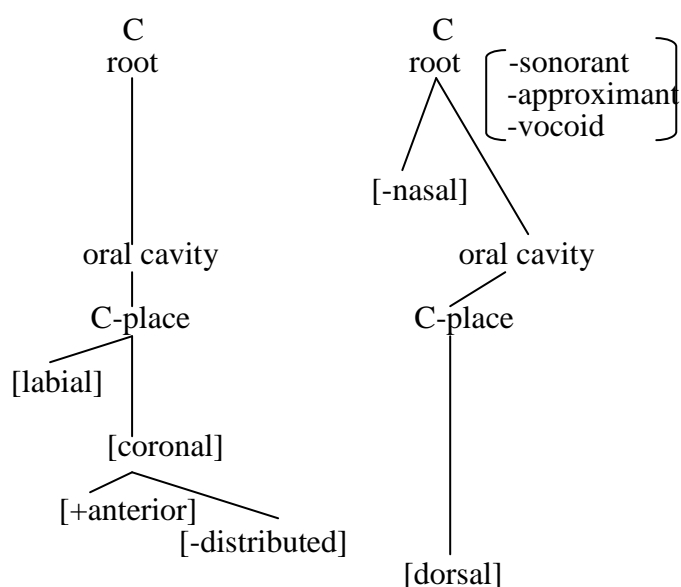 C
root
oral cavity
C-place
[labial]
[coronal]
[+anterior]
[-distributed]
C
root
-sonorant
-approximant
-vocoid
[-nasal]
oral cavity
C-place
[dorsal]